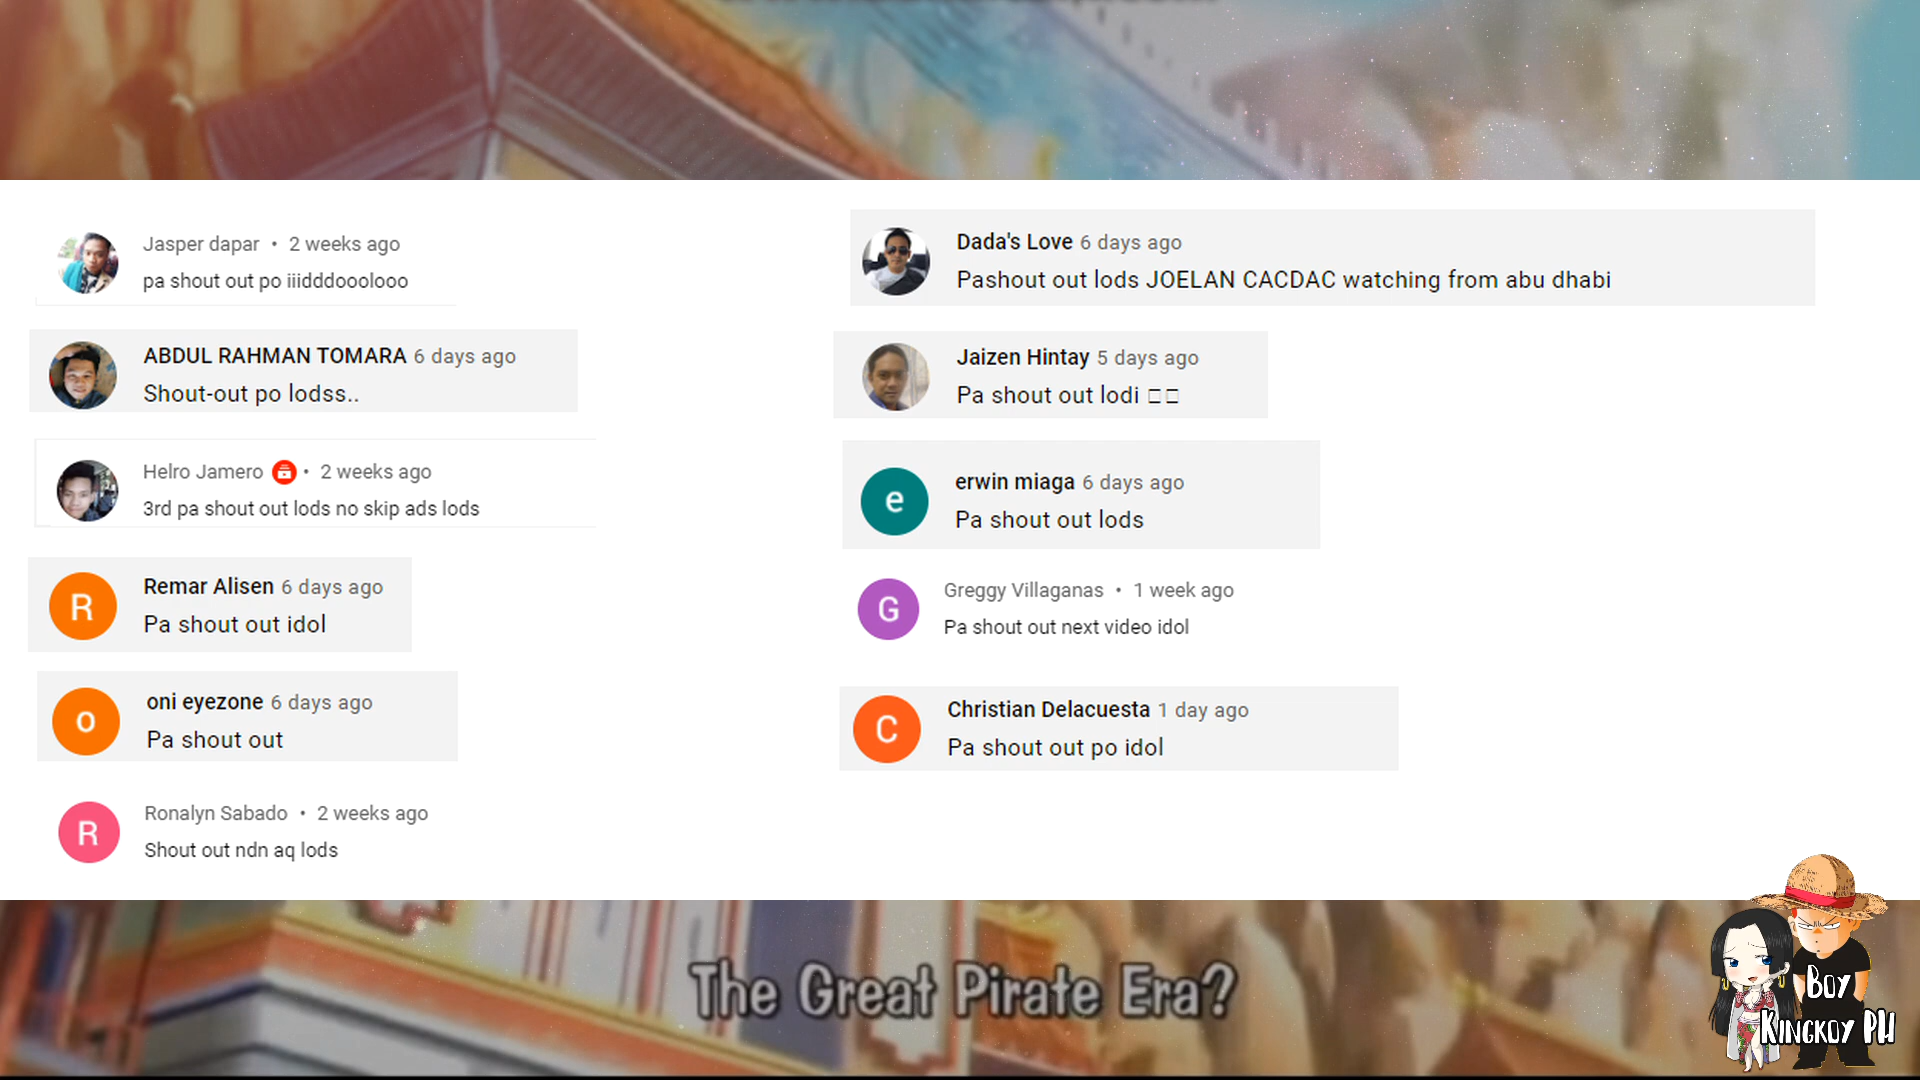 Jasper dapar • 2 weeks ago
pa shout out po iiidddooolooo
ABDUL RAHMAN TOMARA 6 days ago
Shout-out po lodss..
Helro Jamero • 2 weeks ago
3rd pa shout out lods no skip ads lods
R
Remar Alisen 6 days ago
Pa shout out idol
o
oni eyezone 6 days ago
Pa shout out
R
Ronalyn Sabado • 2 weeks ago
Shout out ndn aq lods
Dada's Love 6 days ago
Pashout out lods JOELAN CACDAC watching from abu dhabi
Jaizen Hintay 5 days ago
Pa shout out lodi □□
e
erwin miaga 6 days ago
Pa shout out lods
G
Greggy Villaganas • 1 week ago
Pa shout out next video idol
C
Christian Delacuesta 1 day ago
Pa shout out po idol
The Great Pirate Era?
Boy
Kingkoy PH